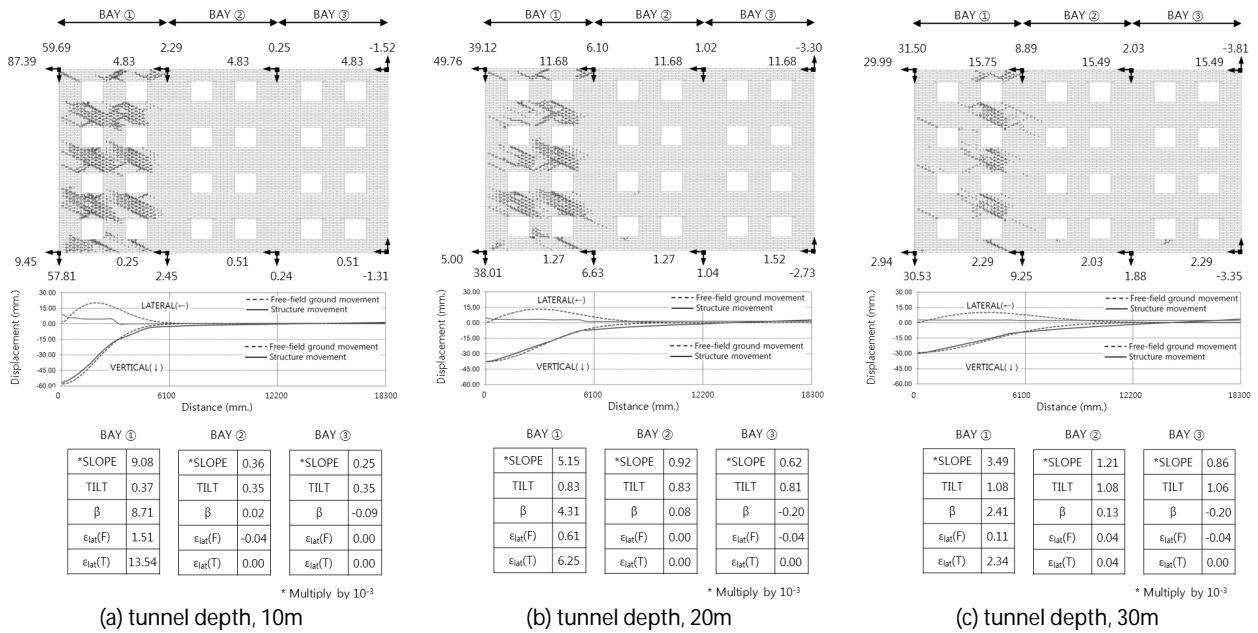 BAY ① BAY ② BAY ③
59.69 2.29 0.25 -1.52
87.39 4.83 4.83 4.83
9.45 0.25 0.51 0.51
57.81 2.45 0.24 -1.31
30.00
15.00
0.00
-15.00
-30.00
-45.00
-60.00
Displacement (mm.)
LATERAL(←)
Free-field ground movement
Structure movement
Free-field ground movement
Structure movement
VERTICAL(↓)
0 6100 12200 18300
Distance (mm.)
BAY ① BAY ② BAY ③
*SLOPE 9.08 *SLOPE 0.36 *SLOPE 0.25
TILT 0.37 TILT 0.35 TILT 0.35
β 8.71 β 0.02 β -0.09
εlat(F) 1.51 εlat(F) -0.04 εlat(F) 0.00
εlat(T) 13.54 εlat(T) 0.00 εlat(T) 0.00
* Multiply by 10-3
(a) tunnel depth, 10m
BAY ① BAY ② BAY ③
39.12 6.10 1.02 -3.30
49.76 11.68 11.68 11.68
5.00 1.27 1.27 1.52
38.01 6.63 1.04 -2.73
30.00
15.00
0.00
-15.00
-30.00
-45.00
-60.00
Displacement (mm.)
LATERAL(←)
Free-field ground movement
Structure movement
Free-field ground movement
Structure movement
VERTICAL(↓)
0 6100 12200 18300
Distance (mm.)
BAY ① BAY ② BAY ③
*SLOPE 5.15 *SLOPE 0.92 *SLOPE 0.62
TILT 0.83 TILT 0.83 TILT 0.81
β 4.31 β 0.08 β -0.20
εlat(F) 0.61 εlat(F) 0.00 εlat(F) -0.04
εlat(T) 6.25 εlat(T) 0.00 εlat(T) 0.00
* Multiply by 10-3
(b) tunnel depth, 20m
BAY ① BAY ② BAY ③
31.50 8.89 2.03 -3.81
29.99 15.75 15.49 15.49
2.94 2.29 2.03 2.29
30.53 9.25 1.88 -3.35
30.00
15.00
0.00
-15.00
-30.00
-45.00
-60.00
Displacement (mm.)
LATERAL(←)
Free-field ground movement
Structure movement
Free-field ground movement
Structure movement
VERTICAL(↓)
0 6100 12200 18300
Distance (mm.)
BAY ① BAY ② BAY ③
*SLOPE 3.49 *SLOPE 1.21 *SLOPE 0.86
TILT 1.08 TILT 1.08 TILT 1.06
β 2.41 β 0.13 β -0.20
εlat(F) 0.11 εlat(F) 0.04 εlat(F) -0.04
εlat(T) 2.34 εlat(T) 0.04 εlat(T) 0.00
* Multiply by 10-3
(c) tunnel depth, 30m